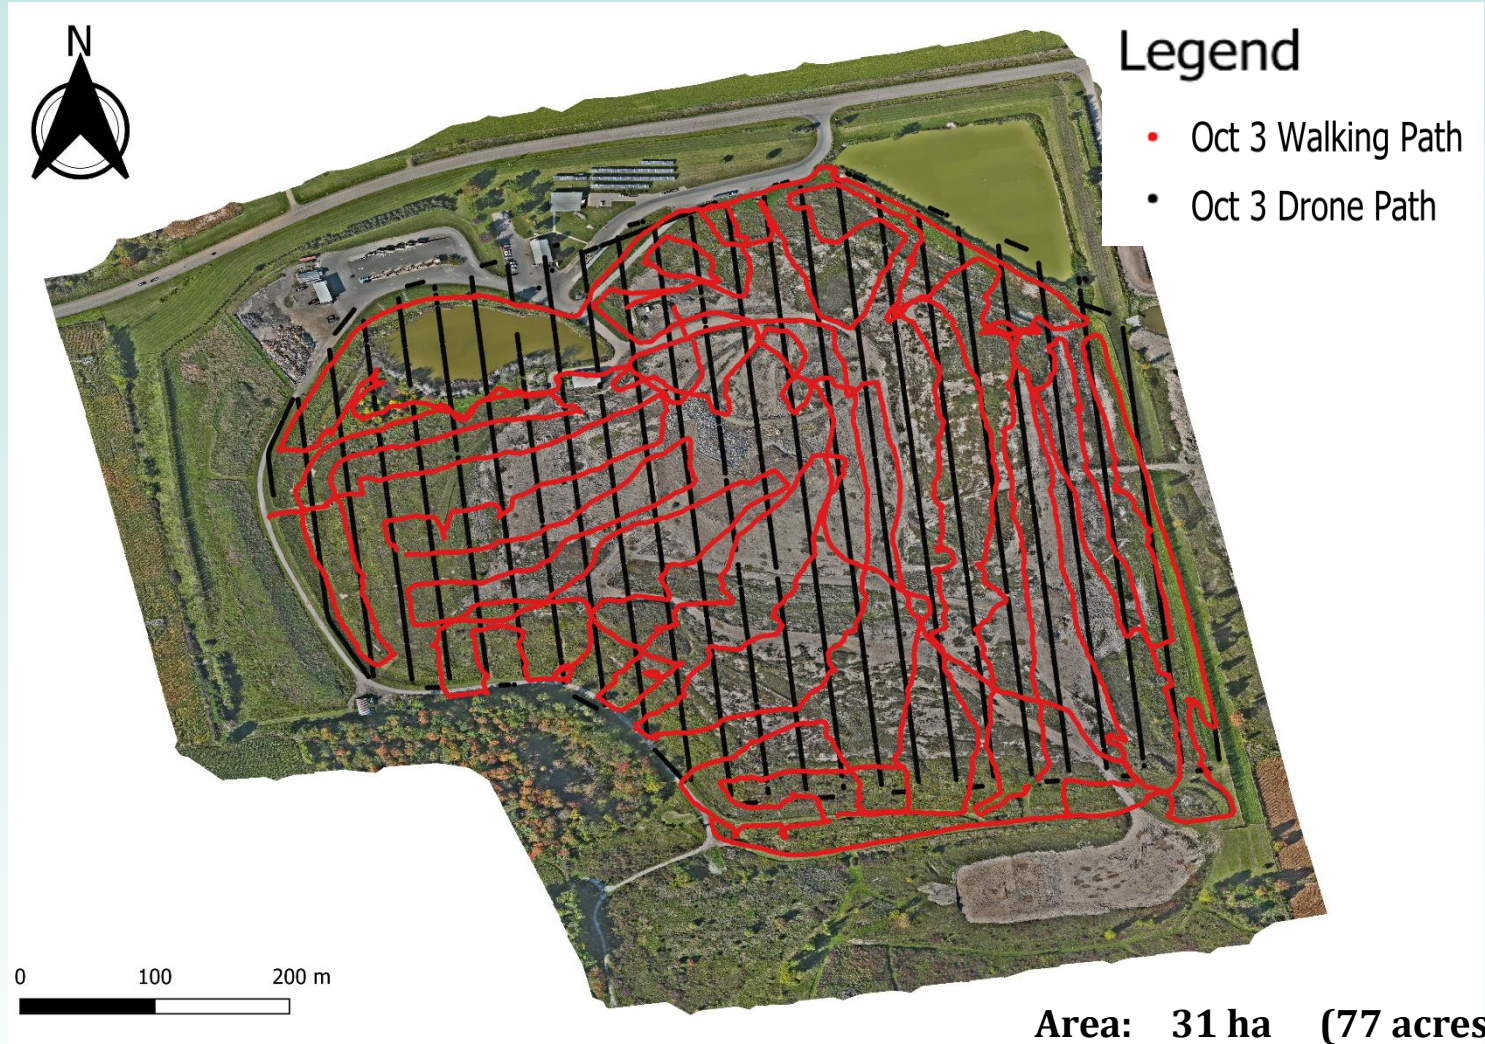 N
Legend
Oct 3 Walking Path
Oct 3 Drone Path
0 100 200 m
Area: 31 ha (77 acres